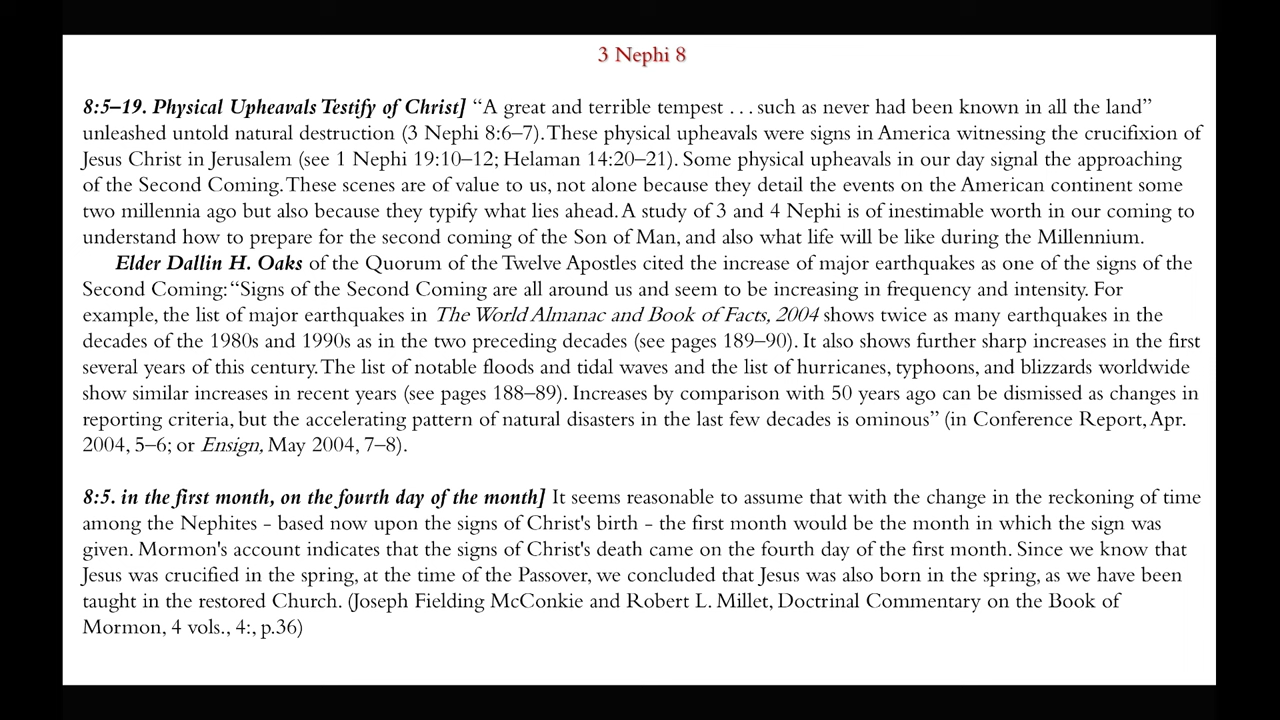 3 Nephi 8
8:5–19. Physical Upheavals Testify of Christ] “A great and terrible tempest . . . such as never had been known in all the land”
unleashed untold natural destruction (3 Nephi 8:6–7). These physical upheavals were signs in America witnessing the crucifixion of
Jesus Christ in Jerusalem (see 1 Nephi 19:10–12; Helaman 14:20–21). Some physical upheavals in our day signal the approaching
of the Second Coming. These scenes are of value to us, not alone because they detail the events on the American continent some
two millennia ago but also because they typify what lies ahead. A study of 3 and 4 Nephi is of inestimable worth in our coming to
understand how to prepare for the second coming of the Son of Man, and also what life will be like during the Millennium.
Elder Dallin H. Oaks of the Quorum of the Twelve Apostles cited the increase of major earthquakes as one of the signs of the
Second Coming: “Signs of the Second Coming are all around us and seem to be increasing in frequency and intensity. For
example, the list of major earthquakes in The World Almanac and Book of Facts, 2004 shows twice as many earthquakes in the
decades of the 1980s and 1990s as in the two preceding decades (see pages 189–90). It also shows further sharp increases in the first
several years of this century. The list of notable floods and tidal waves and the list of hurricanes, typhoons, and blizzards worldwide
show similar increases in recent years (see pages 188–89). Increases by comparison with 50 years ago can be dismissed as changes in
reporting criteria, but the accelerating pattern of natural disasters in the last few decades is ominous” (in Conference Report, Apr.
2004, 5–6; or Ensign, May 2004, 7–8).
8:5. in the first month, on the fourth day of the month] It seems reasonable to assume that with the change in the reckoning of time
among the Nephites - based now upon the signs of Christ's birth - the first month would be the month in which the sign was
given. Mormon's account indicates that the signs of Christ's death came on the fourth day of the first month. Since we know that
Jesus was crucified in the spring, at the time of the Passover, we concluded that Jesus was also born in the spring, as we have been
taught in the restored Church. (Joseph Fielding McConkie and Robert L. Millet, Doctrinal Commentary on the Book of
Mormon, 4 vols., 4:, p.36)